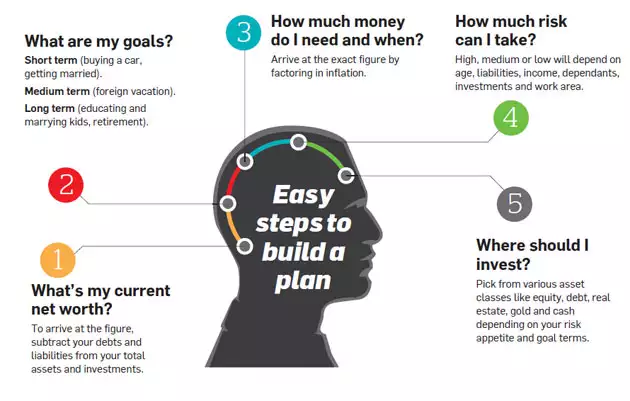 1
What's my current
net worth?
To arrive at the figure,
subtract your debts and
liabilities from your total
assets and investments.
2
What are my goals?
Short term (buying a car,
getting married).
Medium term (foreign vacation).
Long term (educating and
marrying kids, retirement).
3
How much money
do I need and when?
Arrive at the exact figure by
factoring in inflation.
4
How much risk
can I take?
High, medium or low will depend on
age, liabilities, income, dependants,
investments and work area.
5
Where should I
invest?
Pick from various asset
classes like equity, debt, real
estate, gold and cash
depending on your risk
appetite and goal terms.
Easy
steps to
build a
plan